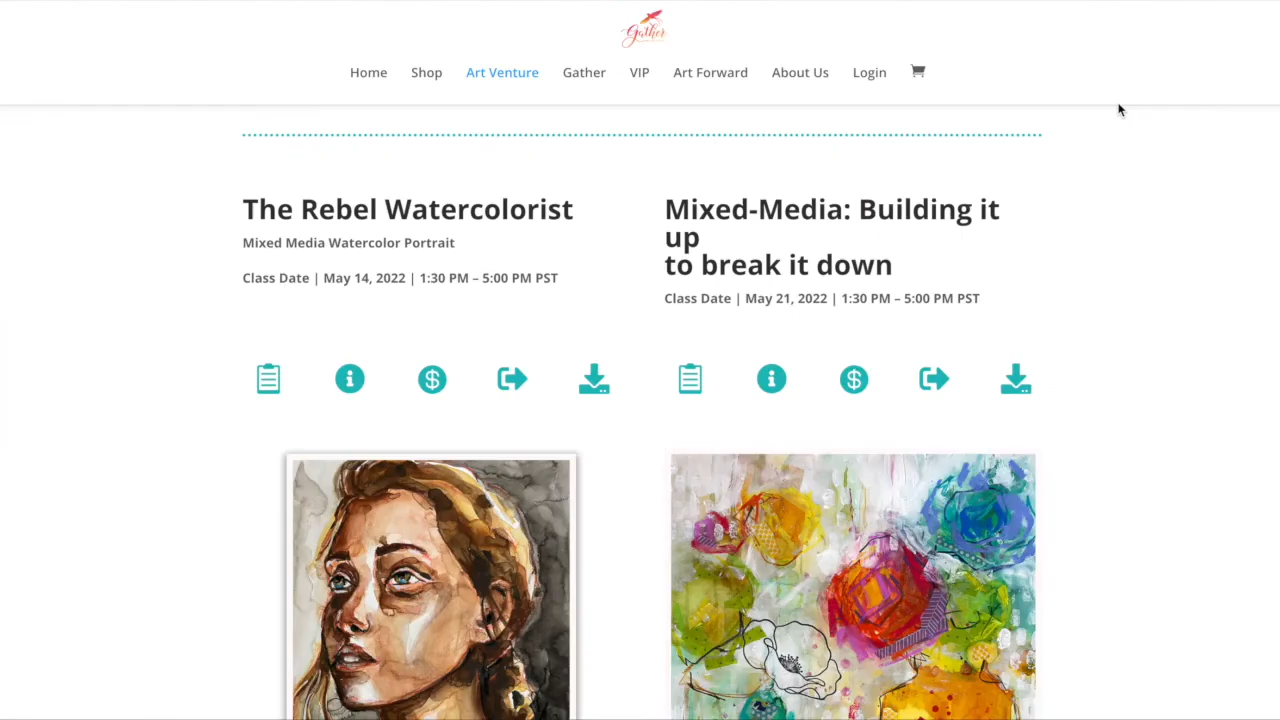 Gather
Home Shop Art Venture Gather VIP Art Forward About Us Login
The Rebel Watercolorist
Mixed Media Watercolor Portrait
Class Date | May 14, 2022 | 1:30 PM – 5:00 PM PST
Mixed-Media: Building it
up
to break it down
Class Date | May 21, 2022 | 1:30 PM – 5:00 PM PST